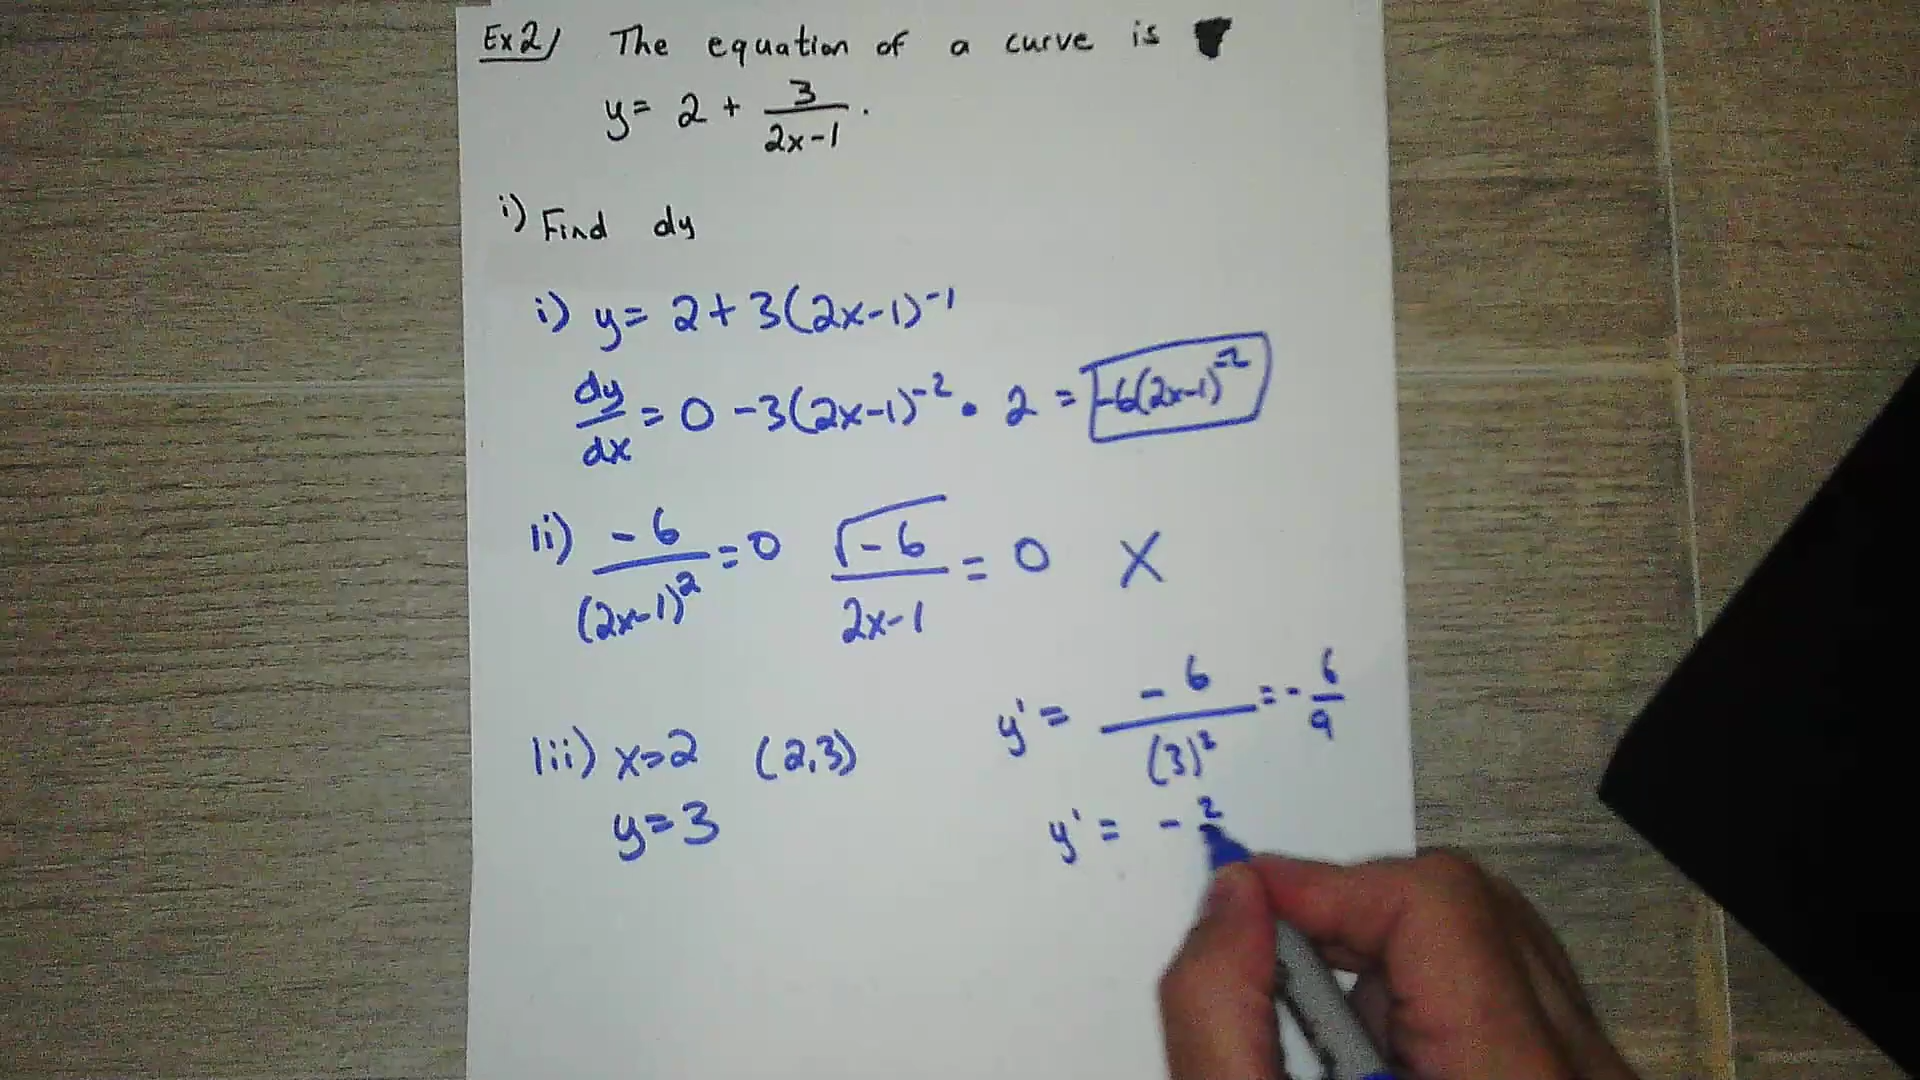 Ex 2/ The equation of a curve is
y = 2 + 3/(2x-1) .
i) Find dy
i) y = 2 + 3(2x-1)^-1
dy/dx = 0 - 3(2x-1)^-2 • 2 = -6(2x-1)^-2
ii) -6/(2x-1)^2 = 0 √-6/(2x-1) = 0 X
y' = -6/(3)^2 = -6/9
iii) x=2 (2,3)
y=3
y' = -2